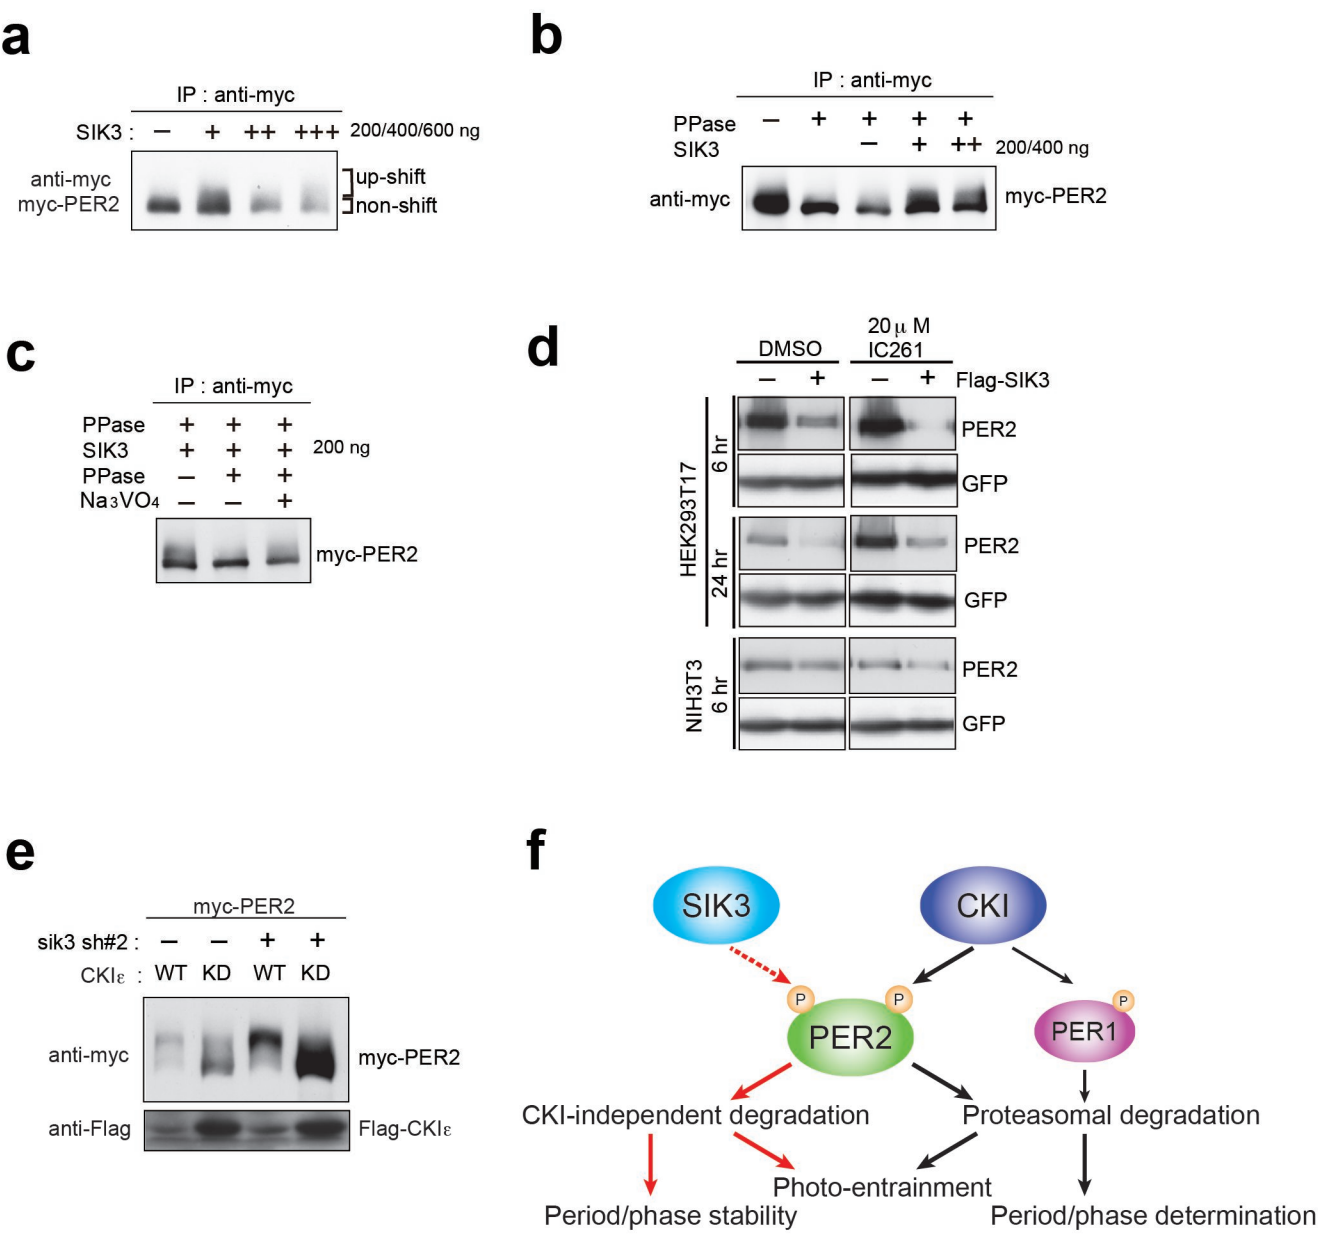 a
IP : anti-myc
SIK3 : – + ++ +++ 200/400/600 ng
anti-myc
myc-PER2
up-shift
non-shift
b
IP : anti-myc
PPase – + + + +
SIK3 – + ++ 200/400 ng
anti-myc
myc-PER2
c
IP : anti-myc
PPase + + +
SIK3 + + + 200 ng
PPase – + +
Na3VO4 – – +
myc-PER2
d
DMSO
20 μ M
IC261
– + – + Flag-SIK3
HEK293T17
6 hr
PER2
GFP
24 hr
PER2
GFP
NIH3T3
6 hr
PER2
GFP
e
myc-PER2
sik3 sh#2 : – – + +
CKIε : WT KD WT KD
anti-myc
myc-PER2
anti-Flag
Flag-CKIε
f
SIK3
CKI
P
P
P
PER2
PER1
CKI-independent degradation
Proteasomal degradation
Photo-entrainment
Period/phase stability
Period/phase determination